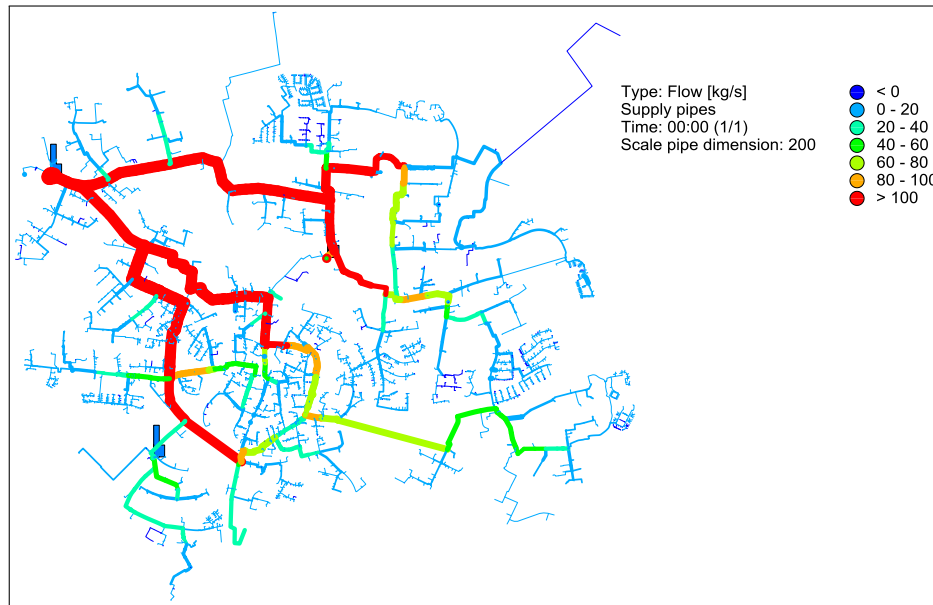 Type: Flow [kg/s]
Supply pipes
Time: 00:00 (1/1)
Scale pipe dimension: 200
< 0
0 - 20
20 - 40
40 - 60
60 - 80
80 - 100
> 100